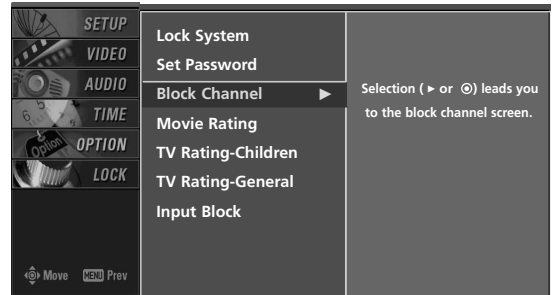 SETUP
VIDEO
AUDIO
TIME
OPTION
LOCK
Move MENU Prev
Lock System
Set Password
Block Channel ►
Movie Rating
TV Rating-Children
TV Rating-General
Input Block
Selection ( ► or ◉) leads you
to the block channel screen.